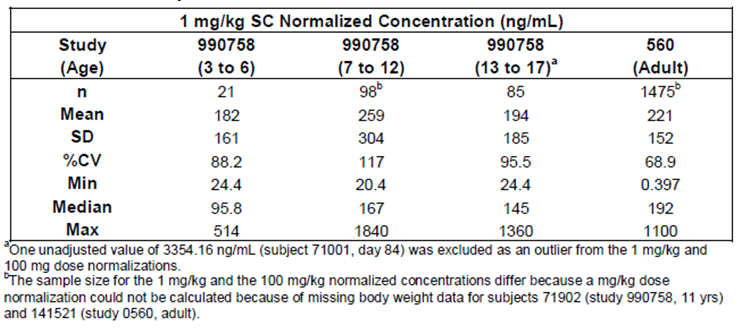 1 mg/kg SC Normalized Concentration (ng/mL)
Study (Age) 990758 (3 to 6) 990758 (7 to 12) 990758 (13 to 17)a 560 (Adult)
n 21 98b 85 1475b
Mean 182 259 194 221
SD 161 304 185 152
%CV 88.2 117 95.5 68.9
Min 24.4 20.4 24.4 0.397
Median 95.8 167 145 192
Max 514 1840 1360 1100
aOne unadjusted value of 3354.16 ng/mL (subject 71001, day 84) was excluded as an outlier from the 1 mg/kg and
100 mg dose normalizations.
bThe sample size for the 1 mg/kg and the 100 mg/kg normalized concentrations differ because a mg/kg dose
normalization could not be calculated because of missing body weight data for subjects 71902 (study 990758, 11 yrs)
and 141521 (study 0560, adult).